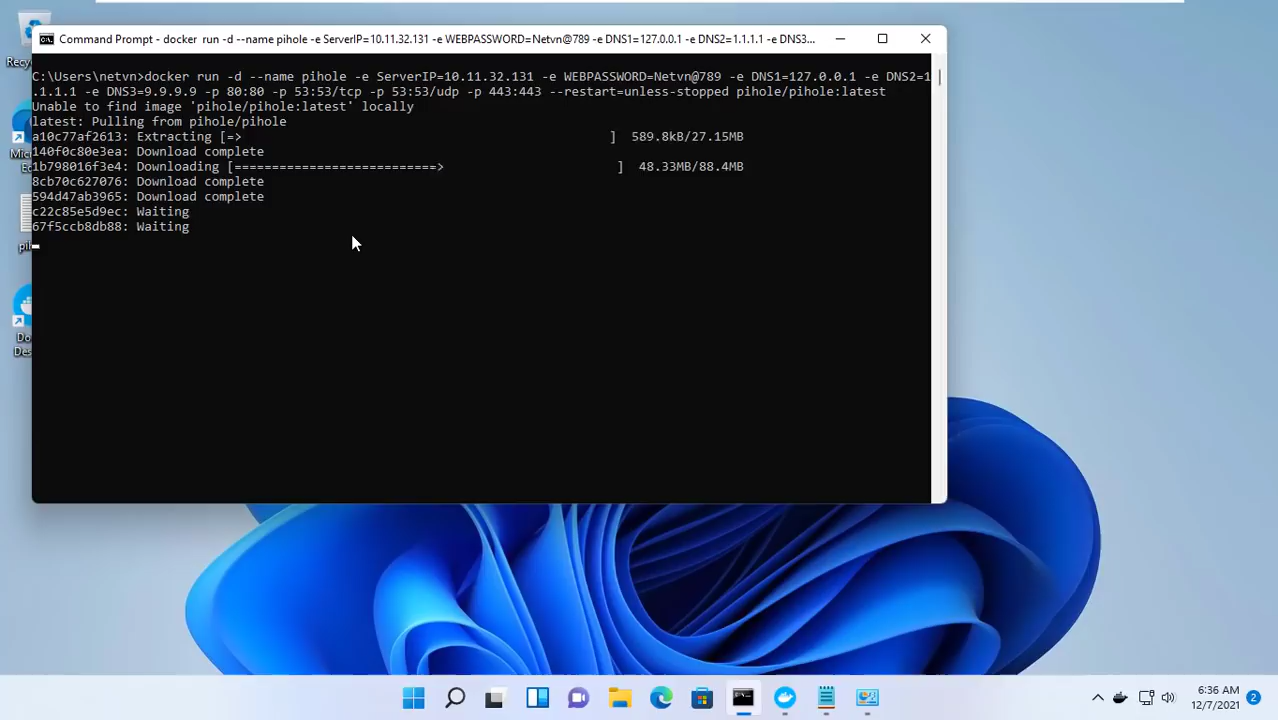 Command Prompt - docker  run -d --name pihole -e ServerIP=10.11.32.131 -e WEBPASSWORD=Netvn@789 -e DNS1=127.0.0.1 -e DNS2=1.1.1.1 -e DNS3...
C:\Users\netvn>docker run -d --name pihole -e ServerIP=10.11.32.131 -e WEBPASSWORD=Netvn@789 -e DNS1=127.0.0.1 -e DNS2=1
.1.1.1 -e DNS3=9.9.9.9 -p 80:80 -p 53:53/tcp -p 53:53/udp -p 443:443 --restart=unless-stopped pihole/pihole:latest
Unable to find image 'pihole/pihole:latest' locally
latest: Pulling from pihole/pihole
a10c77af2613: Extracting [=>                                                  ]  589.8kB/27.15MB
140f0c80e3ea: Download complete
1b798016f3e4: Downloading [===========================>                       ]  48.33MB/88.4MB
8cb70c627076: Download complete
594d47ab3965: Download complete
c22c85e5d9ec: Waiting
67f5ccb8db88: Waiting
Recy
Mic
E
pi
Do
Des
6:36 AM
12/7/2021
2